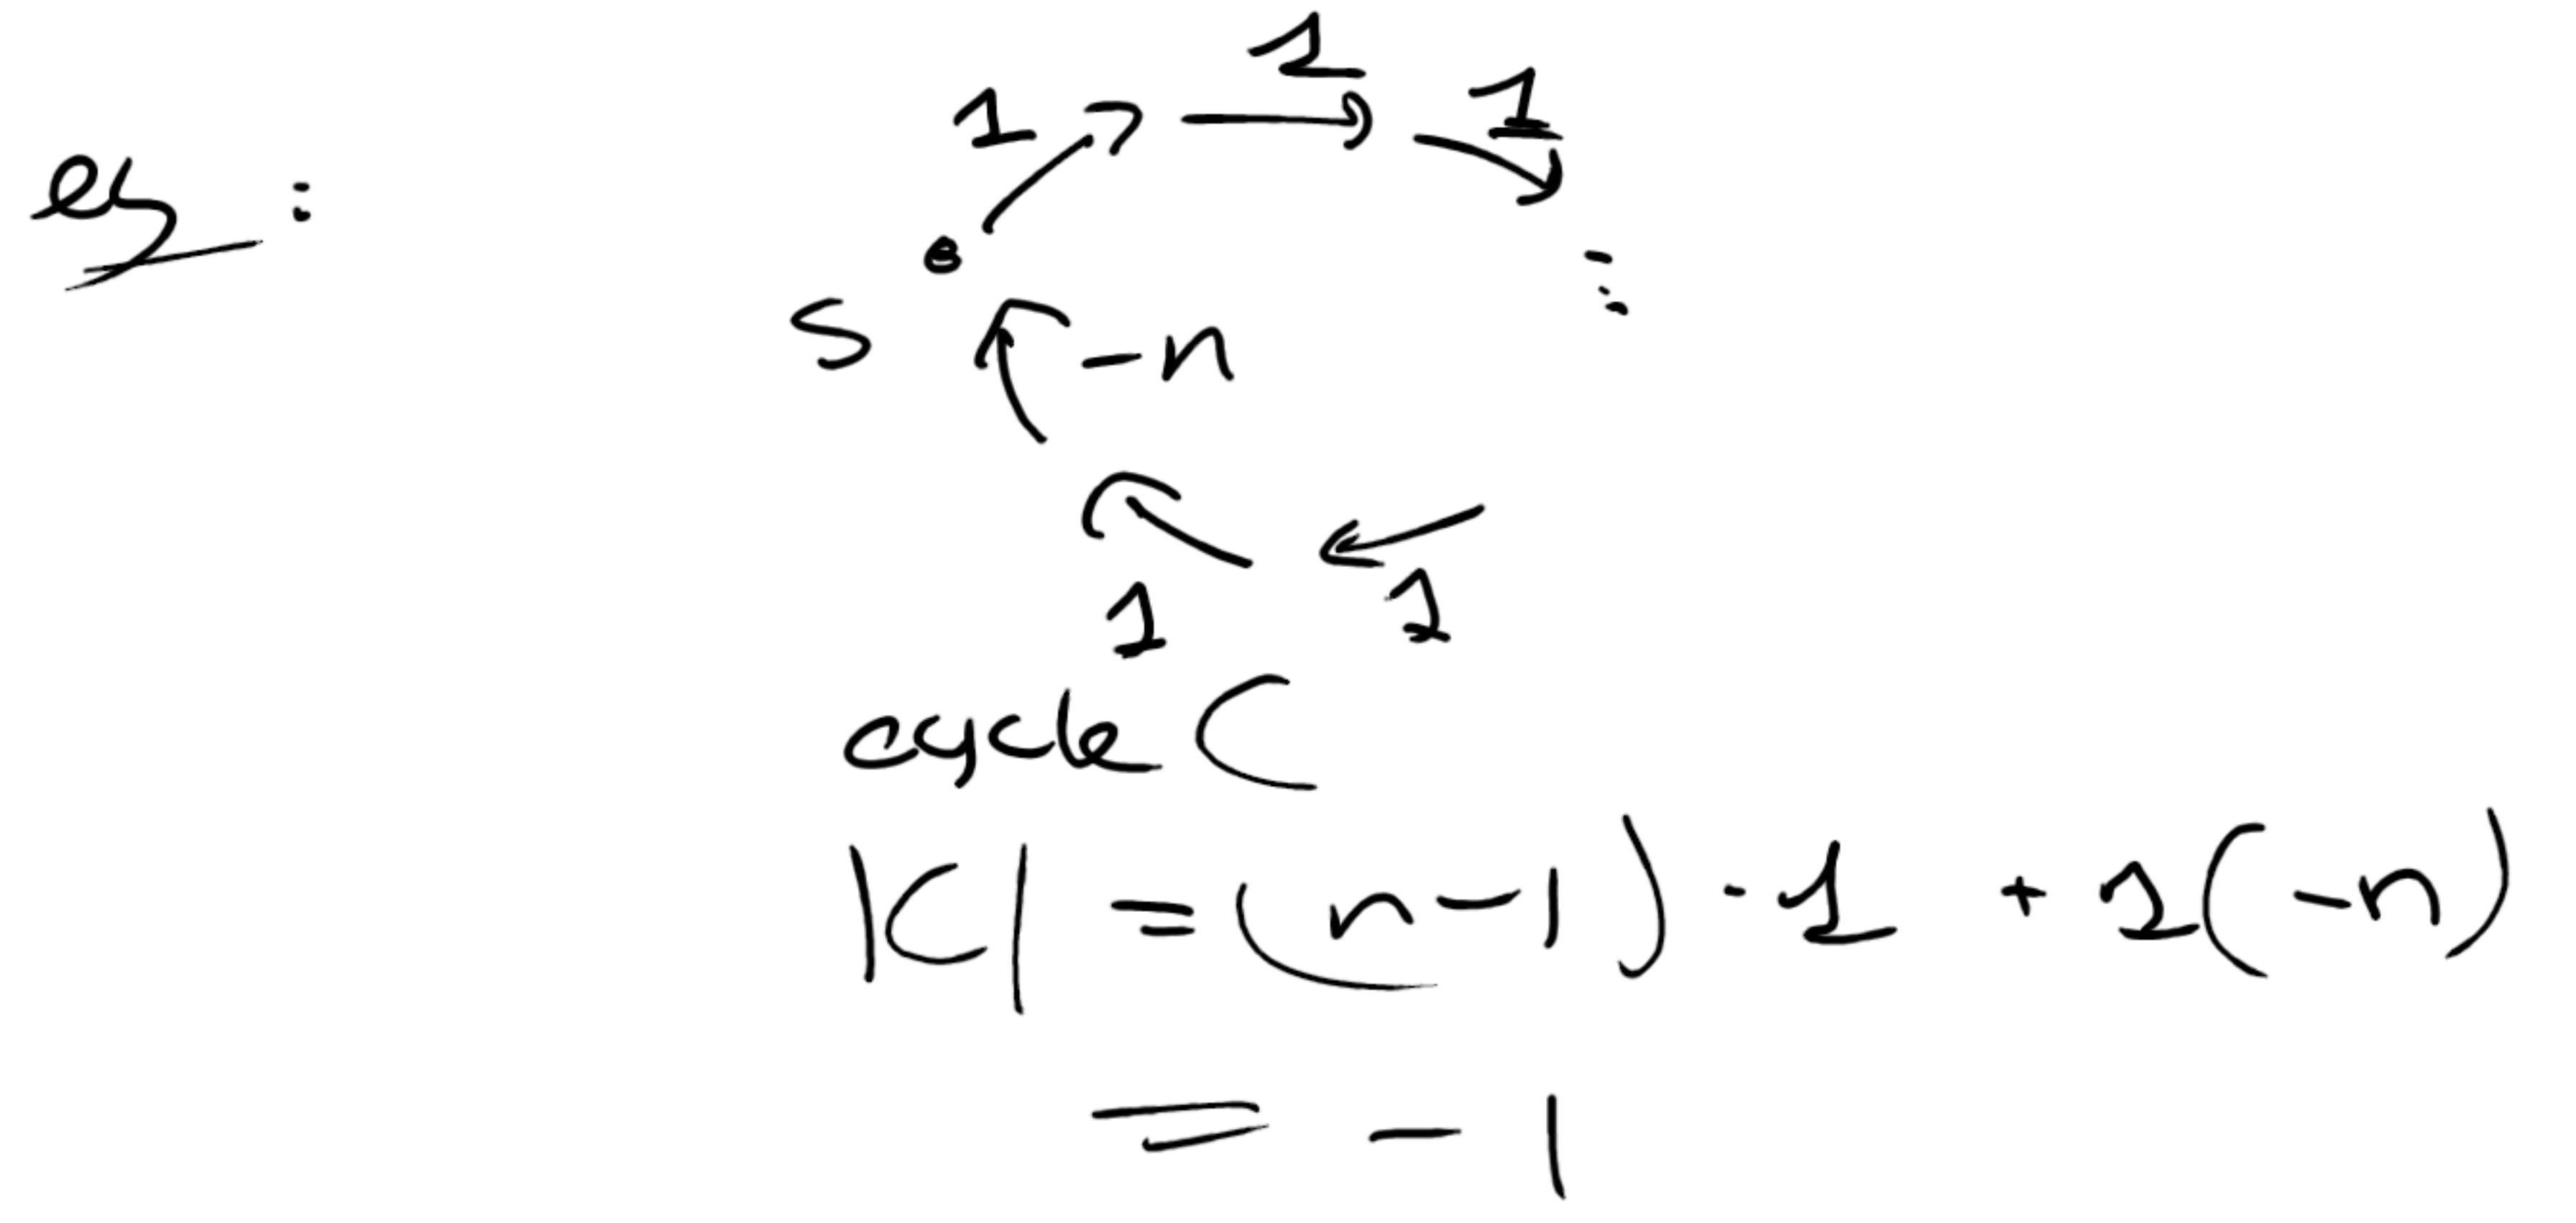 1
1 1
eg :
S -n
1 1
cycle C
|C| = (n-1) · 1 + 1(-n)
= -1